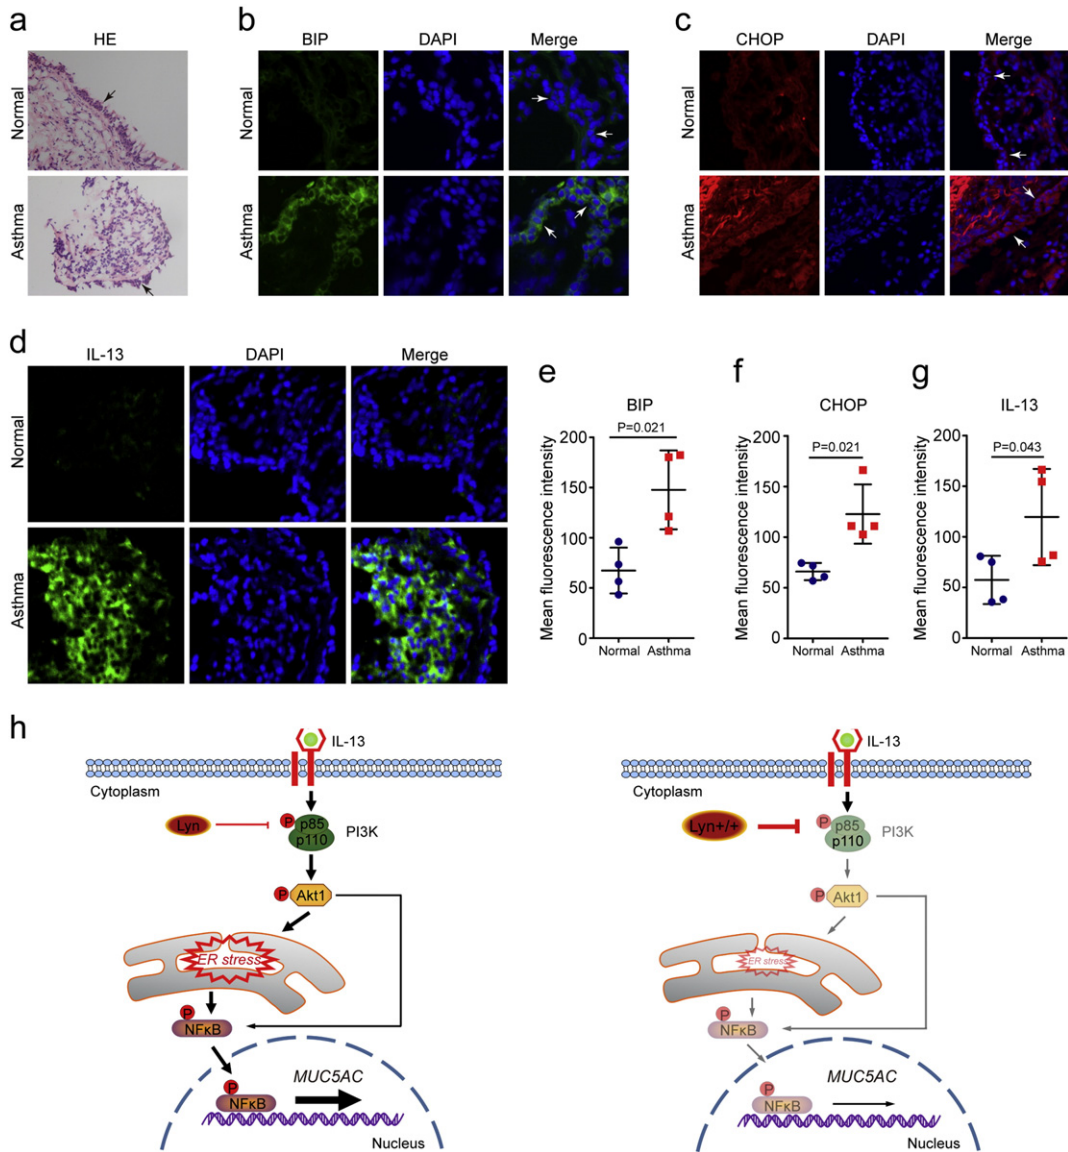 a
HE
Normal
Asthma
b
BIP
DAPI
Merge
Normal
Asthma
c
CHOP
DAPI
Merge
Normal
Asthma
d
IL-13
DAPI
Merge
Normal
Asthma
e
BIP
P=0.021
Mean fluorescence intensity
200
150
100
50
0
Normal
Asthma
f
CHOP
P=0.021
Mean fluorescence intensity
200
150
100
50
0
Normal
Asthma
g
IL-13
P=0.043
Mean fluorescence intensity
200
150
100
50
0
Normal
Asthma
h
IL-13
Cytoplasm
Lyn
P
p85
p110
PI3K
P
Akt1
ER stress
P
NFκB
P
NFκB
MUC5AC
Nucleus
IL-13
Cytoplasm
Lyn+/+
P
p85
p110
PI3K
P
Akt1
ER stress
P
NFκB
P
NFκB
MUC5AC
Nucleus